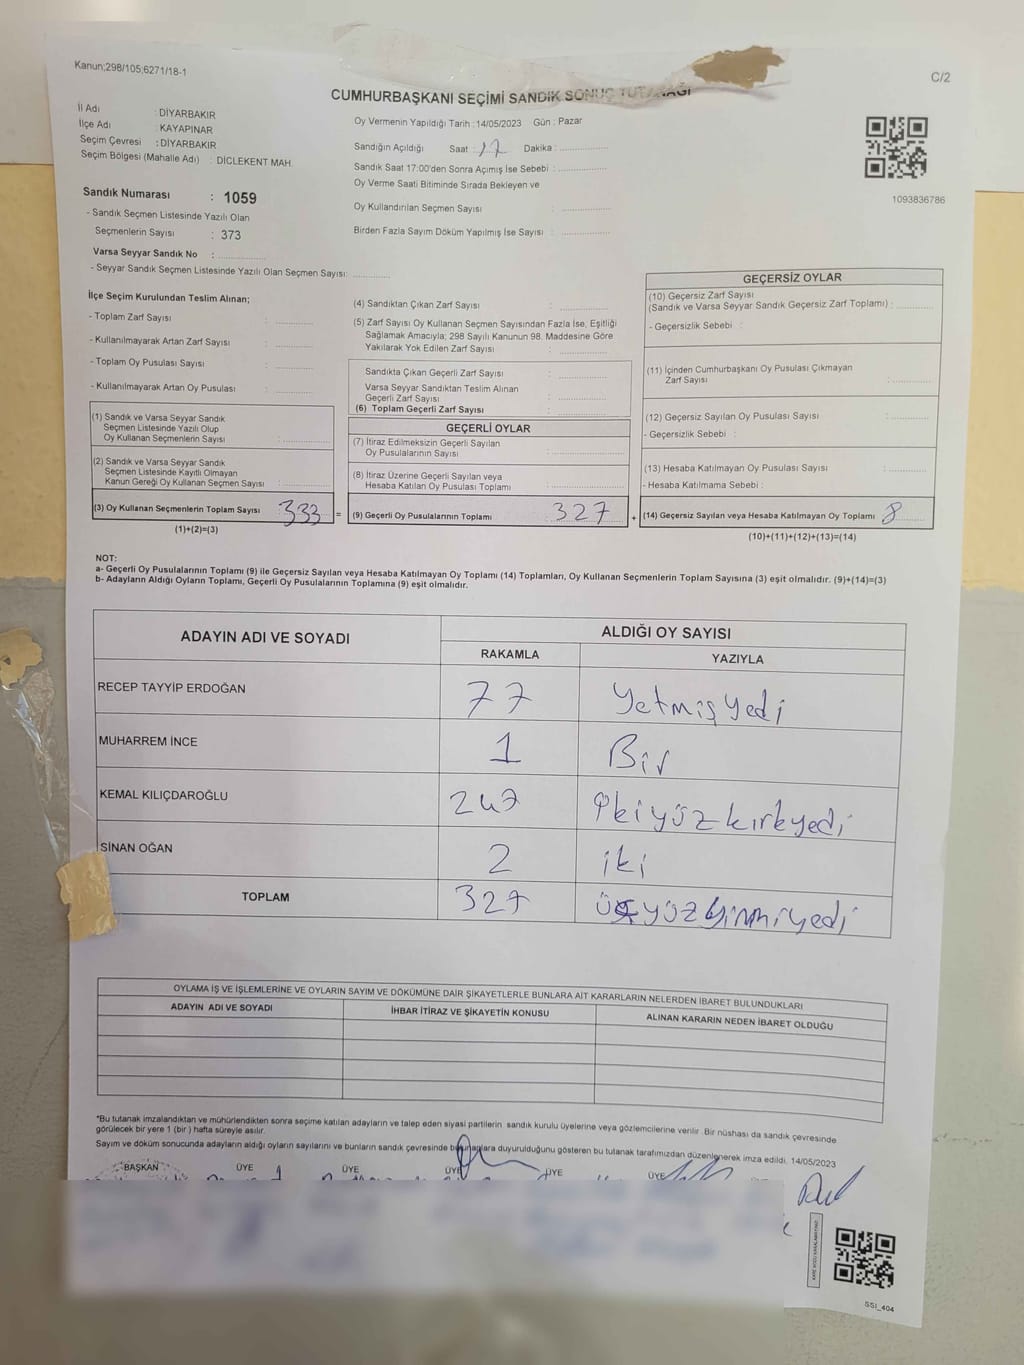 Kanun;298/105;6271/18-1
C/2
CUMHURBAŞKANI SEÇİMİ SANDIK SONUÇ TUTANAĞI
İl Adı : DİYARBAKIR
İlçe Adı : KAYAPINAR
Seçim Çevresi : DİYARBAKIR
Seçim Bölgesi (Mahalle Adı) : DİCLEKENT MAH.
Oy Vermenin Yapıldığı Tarih : 14/05/2023 Gün : Pazar
Sandığın Açıldığı Saat : 17 Dakika : ..............
Sandık Saat 17:00'den Sonra Açımış İse Sebebi : ..............
Oy Verme Saati Bitiminde Sırada Bekleyen ve
Oy Kullandırılan Seçmen Sayısı : ..............
Birden Fazla Sayım Döküm Yapılmış İse Sayısı : ..............
1093836786
Sandık Numarası : 1059
- Sandık Seçmen Listesinde Yazılı Olan
Seçmenlerin Sayısı : 373
Varsa Seyyar Sandık No : ..............
- Seyyar Sandık Seçmen Listesinde Yazılı Olan Seçmen Sayısı: ..............
İlçe Seçim Kurulundan Teslim Alınan;
- Toplam Zarf Sayısı : ..............
- Kullanılmayarak Artan Zarf Sayısı : ..............
- Toplam Oy Pusulası Sayısı : ..............
- Kullanılmayarak Artan Oy Pusulası : ..............
(1) Sandık ve Varsa Seyyar Sandık
Seçmen Listesinde Yazılı Olup
Oy Kullanan Seçmenlerin Sayısı : ..............
(2) Sandık ve Varsa Seyyar Sandık
Seçmen Listesinde Kayıtlı Olmayan
Kanun Gereği Oy Kullanan Seçmen Sayısı : ..............
(3) Oy Kullanan Seçmenlerin Toplam Sayısı : 333
(1)+(2)=(3)
=
(4) Sandıktan Çıkan Zarf Sayısı : ..............
(5) Zarf Sayısı Oy Kullanan Seçmen Sayısından Fazla İse, Eşitliği
Sağlamak Amacıyla; 298 Sayılı Kanunun 98. Maddesine Göre
Yakılarak Yok Edilen Zarf Sayısı : ..............
Sandıkta Çıkan Geçerli Zarf Sayısı : ..............
Varsa Seyyar Sandıktan Teslim Alınan
Geçerli Zarf Sayısı : ..............
(6) Toplam Geçerli Zarf Sayısı : ..............
GEÇERLİ OYLAR
(7) İtiraz Edilmeksizin Geçerli Sayılan
Oy Pusulalarının Sayısı : ..............
(8) İtiraz Üzerine Geçerli Sayılan veya
Hesaba Katılan Oy Pusulası Toplamı : ..............
(9) Geçerli Oy Pusulalarının Toplamı : 327
+
GEÇERSİZ OYLAR
(10) Geçersiz Zarf Sayısı
(Sandık ve Varsa Seyyar Sandık Geçersiz Zarf Toplamı) : ..............
- Geçersizlik Sebebi :
(11) İçinden Cumhurbaşkanı Oy Pusulası Çıkmayan
Zarf Sayısı : ..............
(12) Geçersiz Sayılan Oy Pusulası Sayısı : ..............
- Geçersizlik Sebebi :
(13) Hesaba Katılmayan Oy Pusulası Sayısı : ..............
- Hesaba Katılmama Sebebi :
(14) Geçersiz Sayılan veya Hesaba Katılmayan Oy Toplamı : 8
(10)+(11)+(12)+(13)=(14)
NOT:
a- Geçerli Oy Pusulalarının Toplamı (9) ile Geçersiz Sayılan veya Hesaba Katılmayan Oy Toplamı (14) Toplamları, Oy Kullanan Seçmenlerin Toplam Sayısına (3) eşit olmalıdır. (9)+(14)=(3)
b- Adayların Aldığı Oyların Toplamı, Geçerli Oy Pusulalarının Toplamına (9) eşit olmalıdır.
ADAYIN ADI VE SOYADI
ALDIĞI OY SAYISI
RAKAMLA YAZIYLA
RECEP TAYYİP ERDOĞAN 77 Yetmiş yedi
MUHARREM İNCE 1 Bir
KEMAL KILIÇDAROĞLU 247 İki yüz kırk yedi
SİNAN OĞAN 2 iki
TOPLAM 327 üç yüz yirmi yedi
OYLAMA İŞ VE İŞLEMLERİNE VE OYLARIN SAYIM VE DÖKÜMÜNE DAİR ŞİKAYETLERLE BUNLARA AİT KARARLARIN NELERDEN İBARET BULUNDUKLARI
ADAYIN ADI VE SOYADI İHBAR İTİRAZ VE ŞİKAYETİN KONUSU ALINAN KARARIN NEDEN İBARET OLDUĞU
*Bu tutanak imzalandıktan ve mühürlendikten sonra seçime katılan adayların ve talep eden siyasi partilerin sandık kurulu üyelerine veya gözlemcilerine verilir. Bir nüshası da sandık çevresinde
görülecek bir yere 1 (bir ) hafta süreyle asılır.
Sayım ve döküm sonucunda adayların aldığı oyların sayılarını ve bunların sandık çevresinde bulunanlara duyurulduğunu gösteren bu tutanak tarafımızdan düzenlenerek imza edildi. 14/05/2023
BAŞKAN ÜYE ÜYE ÜYE ÜYE ÜYE
SSI_404